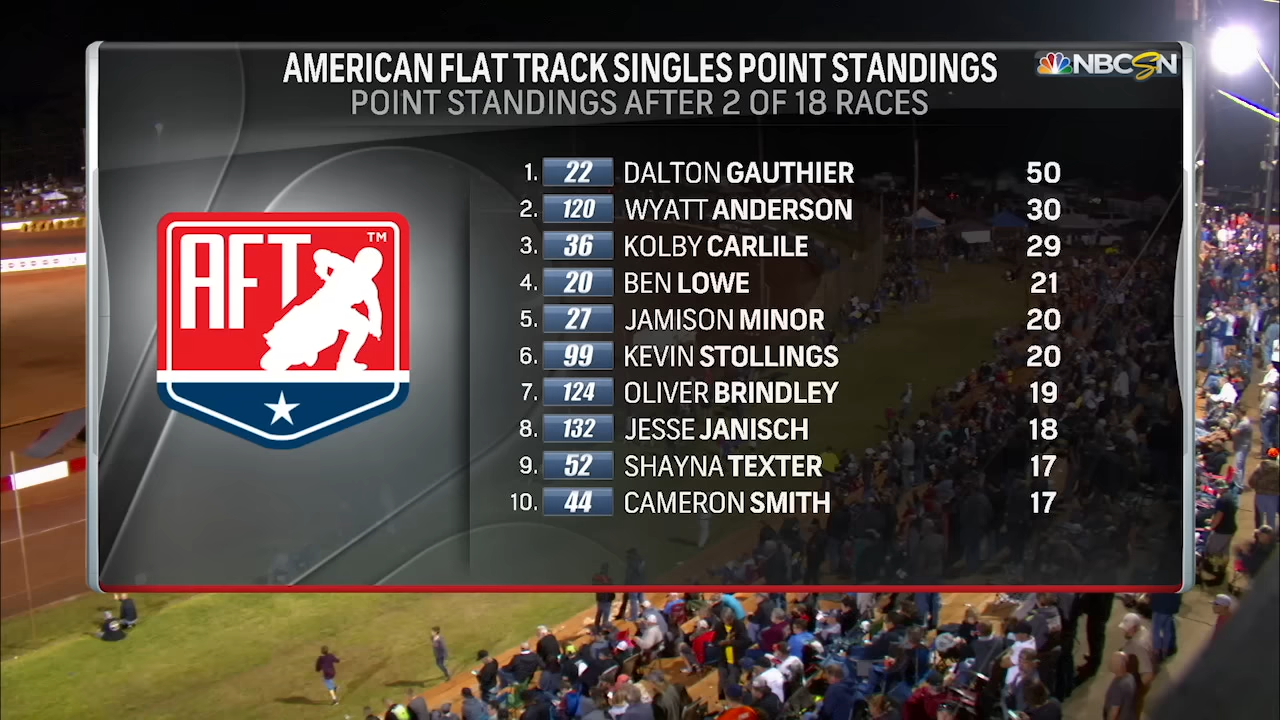 AMERICAN FLAT TRACK SINGLES POINT STANDINGS
NBCSN
POINT STANDINGS AFTER 2 OF 18 RACES
1. 22 DALTON GAUTHIER 50
2. 120 WYATT ANDERSON 30
3. 36 KOLBY CARLILE 29
4. 20 BEN LOWE 21
5. 27 JAMISON MINOR 20
6. 99 KEVIN STOLLINGS 20
7. 124 OLIVER BRINDLEY 19
8. 132 JESSE JANISCH 18
9. 52 SHAYNA TEXTER 17
10. 44 CAMERON SMITH 17
AFT TM